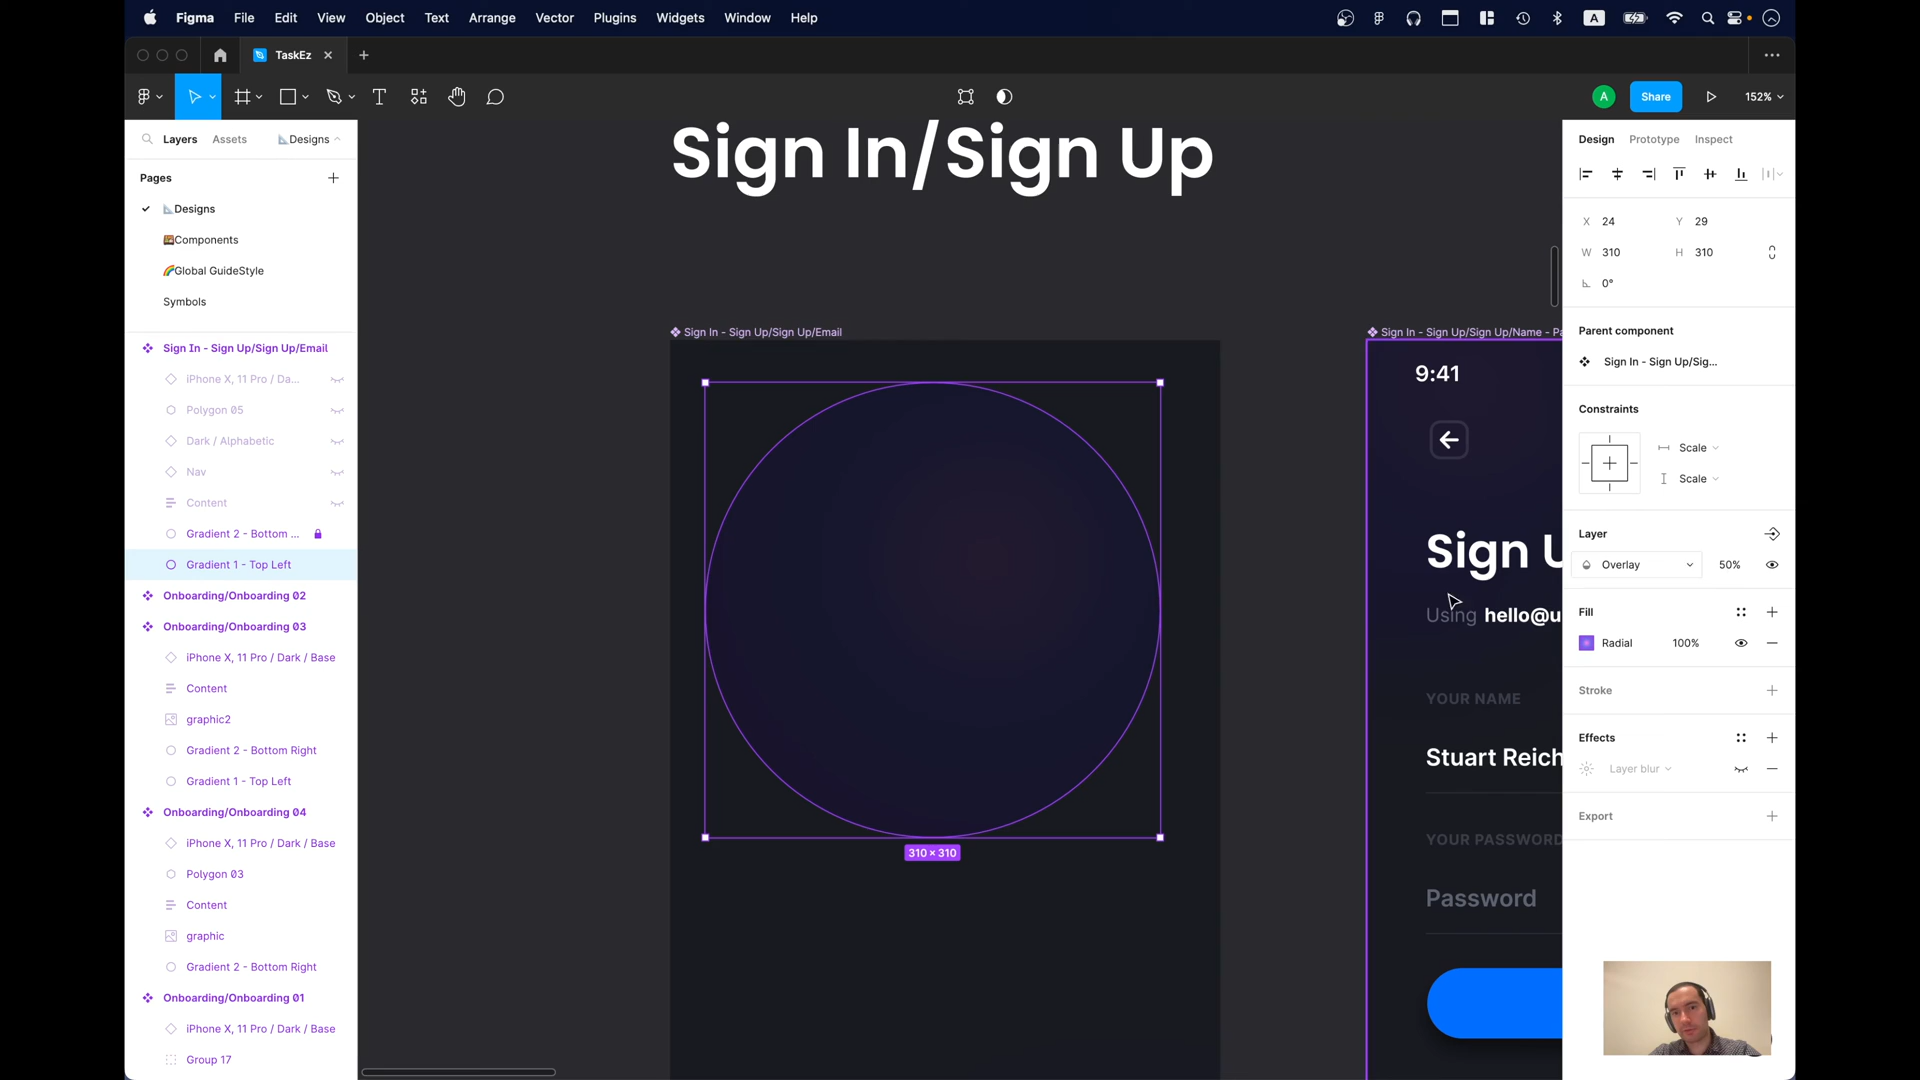 Figma File Edit View Object Text Arrange Vector Plugins Widgets Window Help A
TaskEz
A Share 152%
Layers Assets 📐Designs
Pages
📐Designs
Components
🌈Global GuideStyle
Symbols
Sign In - Sign Up/Sign Up/Email
iPhone X, 11 Pro / Da...
Polygon 05
Dark / Alphabetic
Nav
Content
Gradient 2 - Bottom ...
Gradient 1 - Top Left
Onboarding/Onboarding 02
Onboarding/Onboarding 03
iPhone X, 11 Pro / Dark / Base
Content
graphic2
Gradient 2 - Bottom Right
Gradient 1 - Top Left
Onboarding/Onboarding 04
iPhone X, 11 Pro / Dark / Base
Polygon 03
Content
graphic
Gradient 2 - Bottom Right
Onboarding/Onboarding 01
iPhone X, 11 Pro / Dark / Base
Group 17
Sign In/Sign Up
Sign In - Sign Up/Sign Up/Email
310 × 310
Sign In - Sign Up/Sign Up/Name - Pa
9:41
Sign U
Using hello@u
YOUR NAME
Stuart Reich
YOUR PASSWORD
Password
Design Prototype Inspect
X 24 Y 29
W 310 H 310
0°
Parent component
Sign In - Sign Up/Sig...
Constraints
Scale
Scale
Layer
Overlay 50%
Fill
Radial 100%
Stroke
Effects
Layer blur
Export